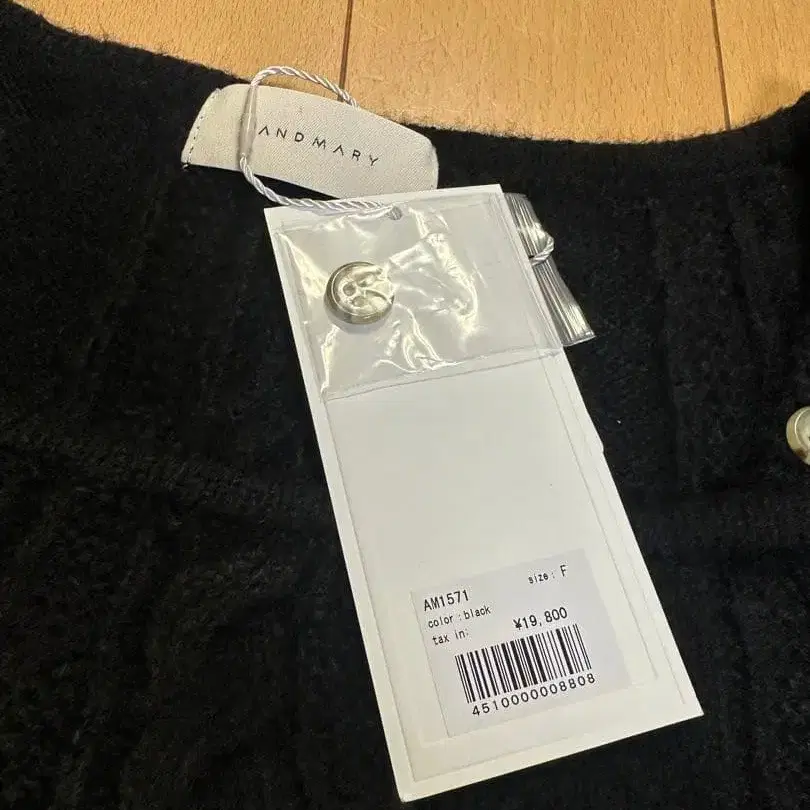 ANDMARY
AM1571 size: F
color:black
tax in: ¥19,800
4510000008808